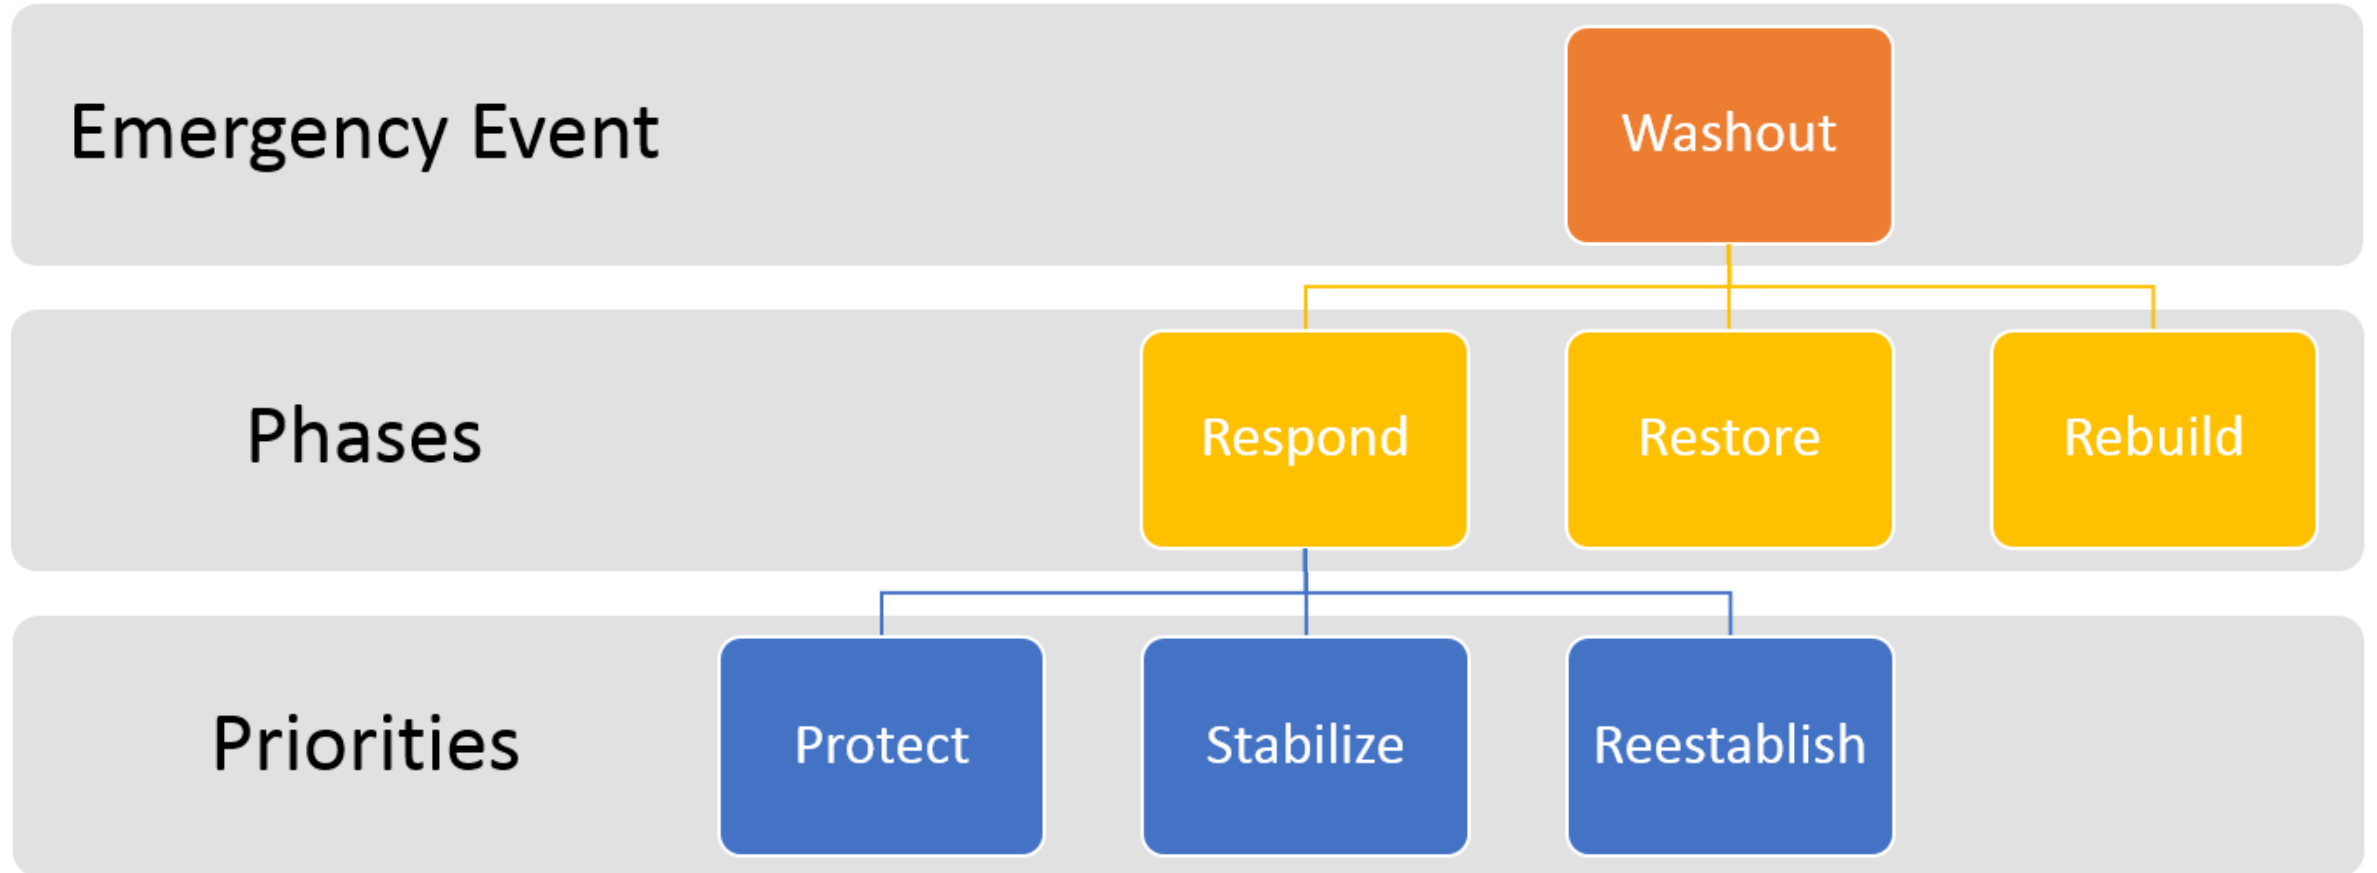 Emergency Event
Washout
Phases
Respond
Restore
Rebuild
Priorities
Protect
Stabilize
Reestablish